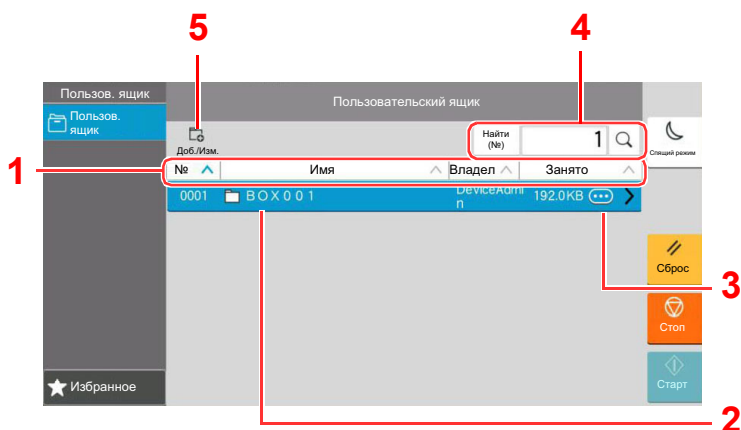 5
4
Пользов. ящик
Пользовательский ящик
Пользов.
ящик
Доб./Изм.
Найти
(№)
1
Спящий режим
1
№ Имя Владел Занято
0001 BOX001 DeviceAdmi
n
192.0KB
Сброс
3
Стоп
Избранное
Старт
2